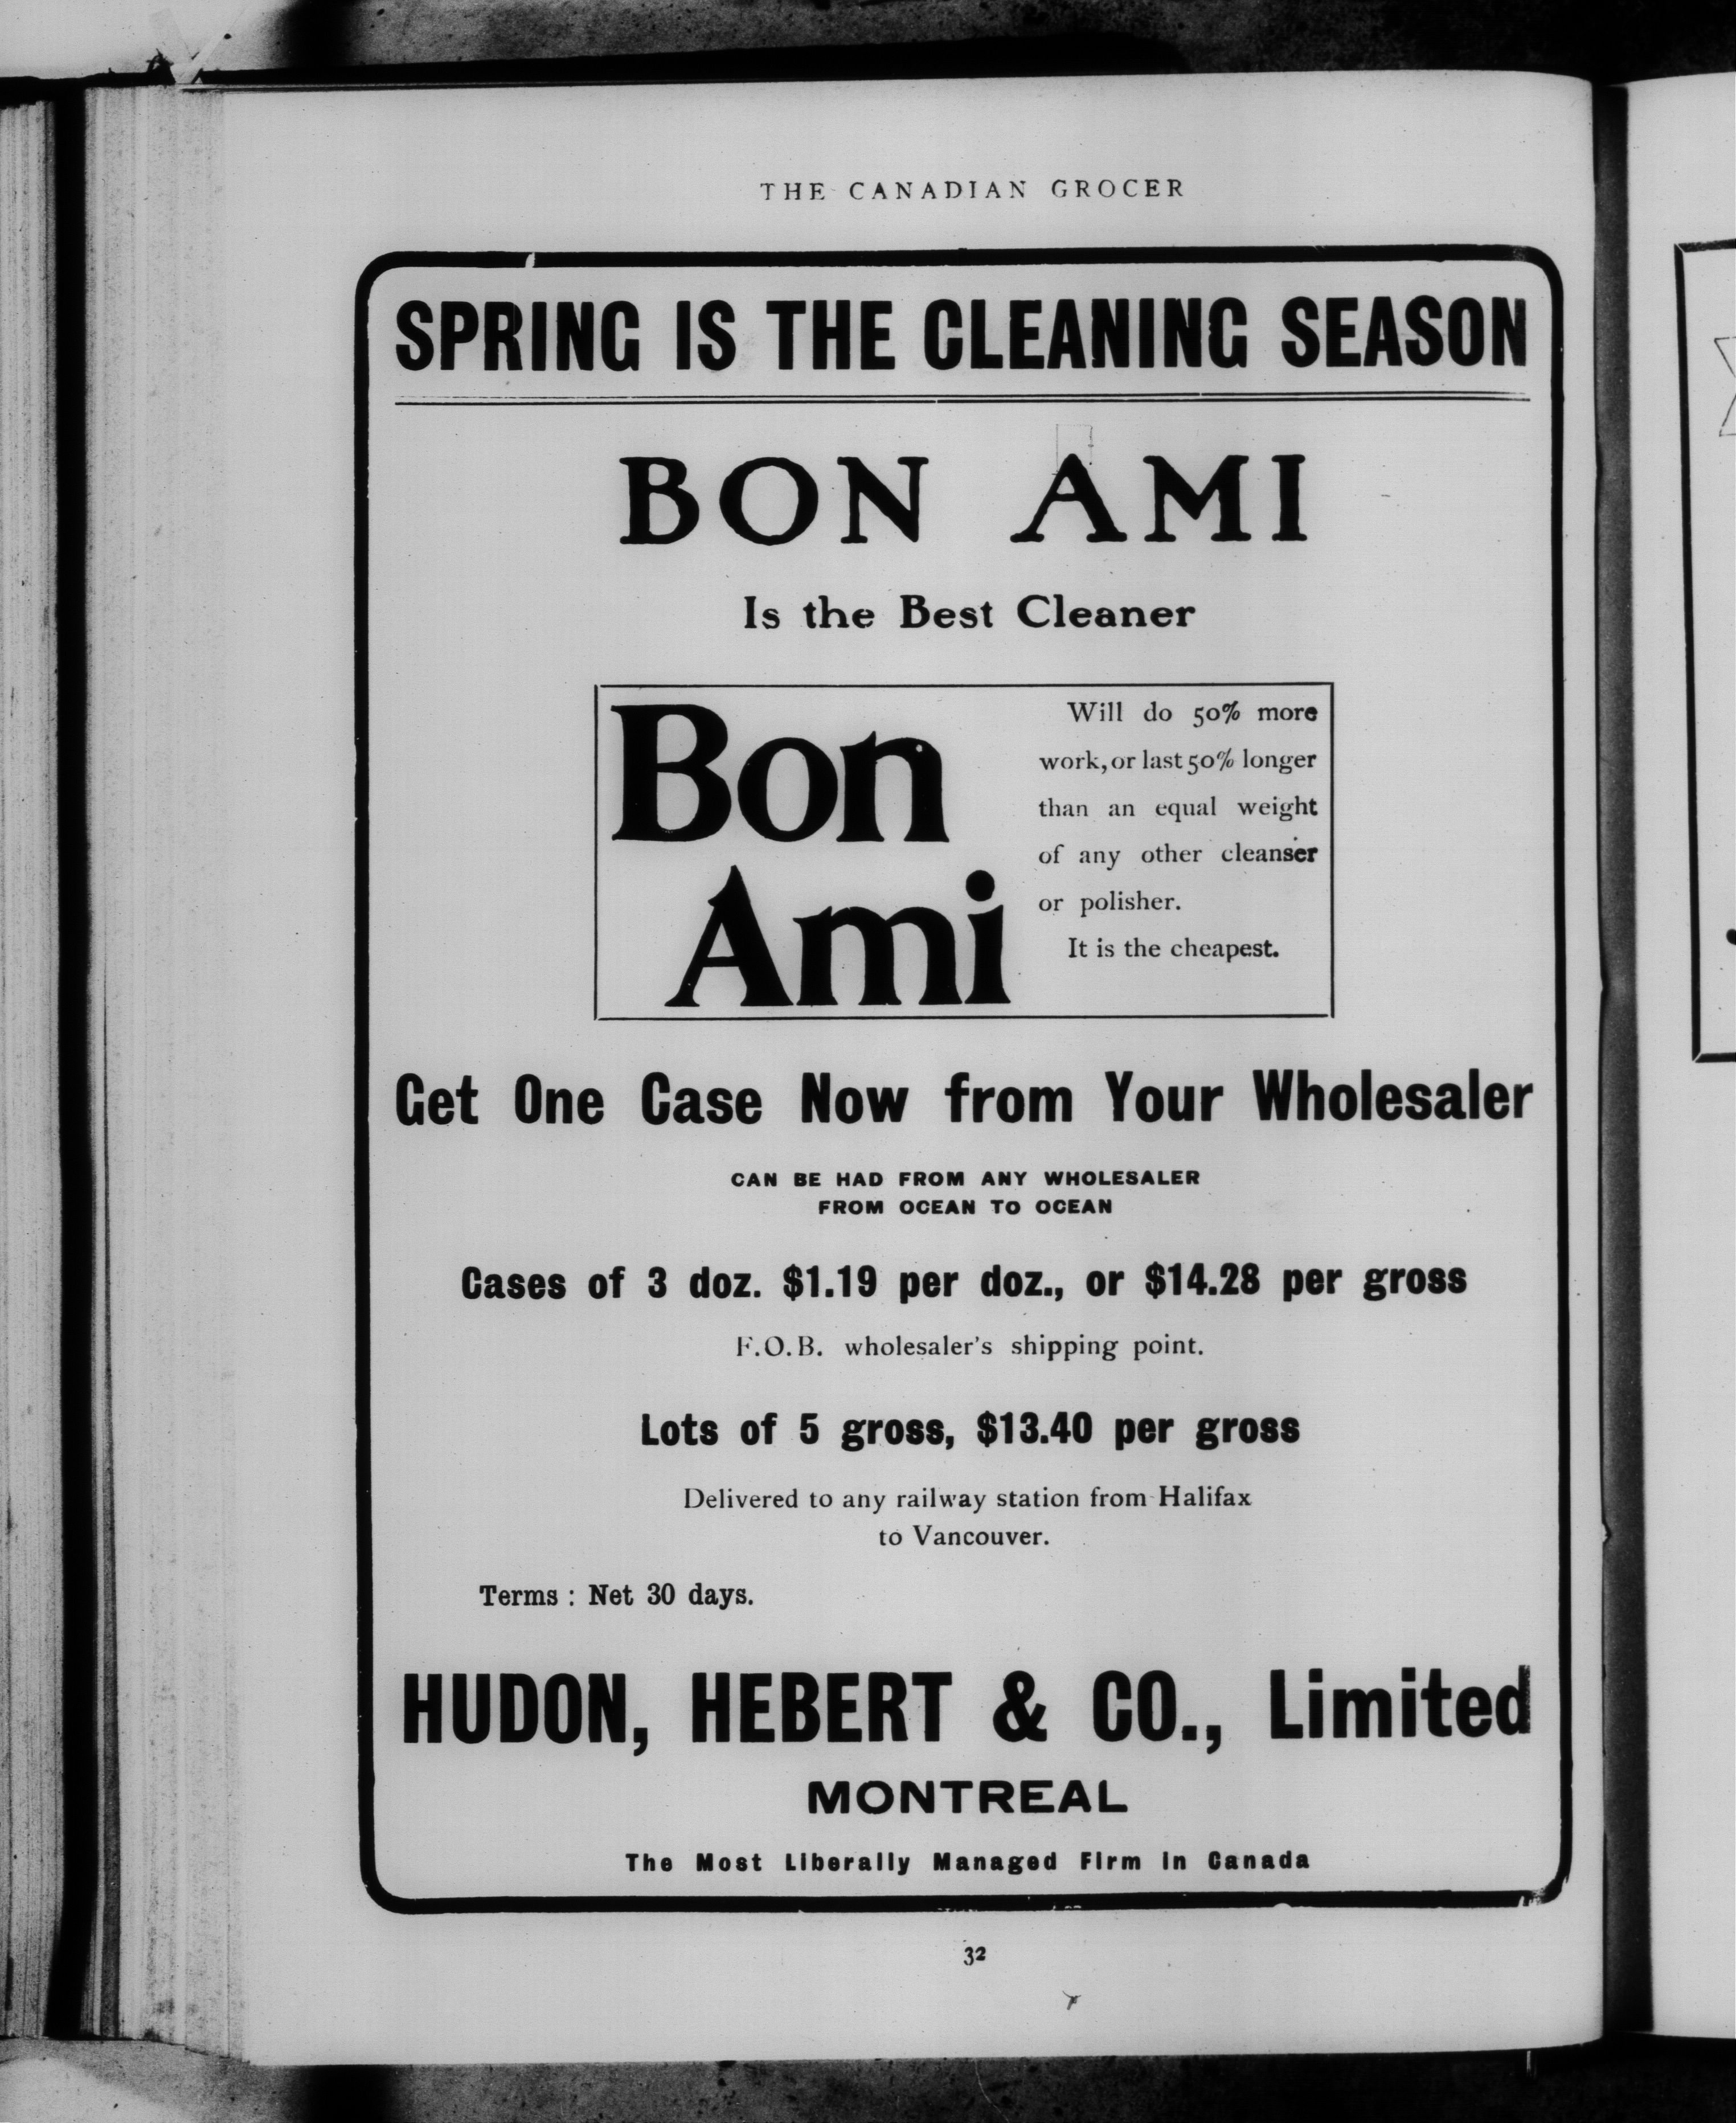 THE CANADIAN GROCER
SPRING IS THE CLEANING SEASON
BON AMI
Is the Best Cleaner
Bon
Ami
Will do 50% more
work, or last 50% longer
than an equal weight
of any other cleanser
or polisher.
It is the cheapest.
Get One Case Now from Your Wholesaler
CAN BE HAD FROM ANY WHOLESALER
FROM OCEAN TO OCEAN
Cases of 3 doz. $1.19 per doz., or $14.28 per gross
F.O.B. wholesaler's shipping point.
Lots of 5 gross, $13.40 per gross
Delivered to any railway station from Halifax
to Vancouver.
Terms : Net 30 days.
HUDON, HEBERT & CO., Limited
MONTREAL
The Most Liberally Managed Firm in Canada
32